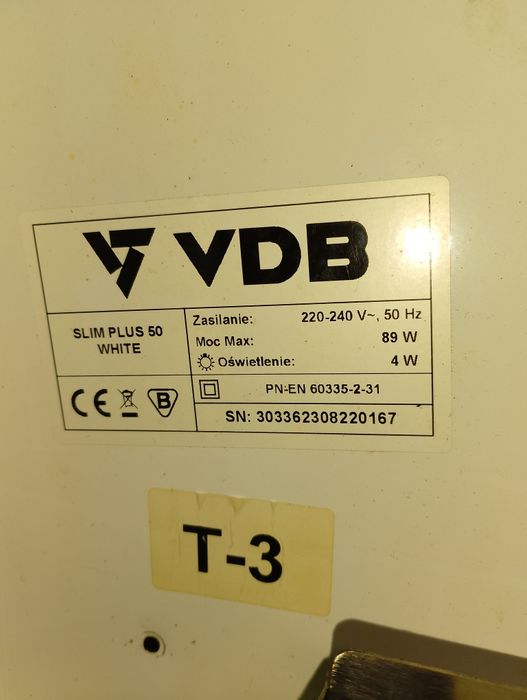 VDB
SLIM PLUS 50
WHITE
Zasilanie: 220-240 V~, 50 Hz
Moc Max: 89 W
Oświetlenie: 4 W
CE B
PN-EN 60335-2-31
SN: 303362308220167
T-3